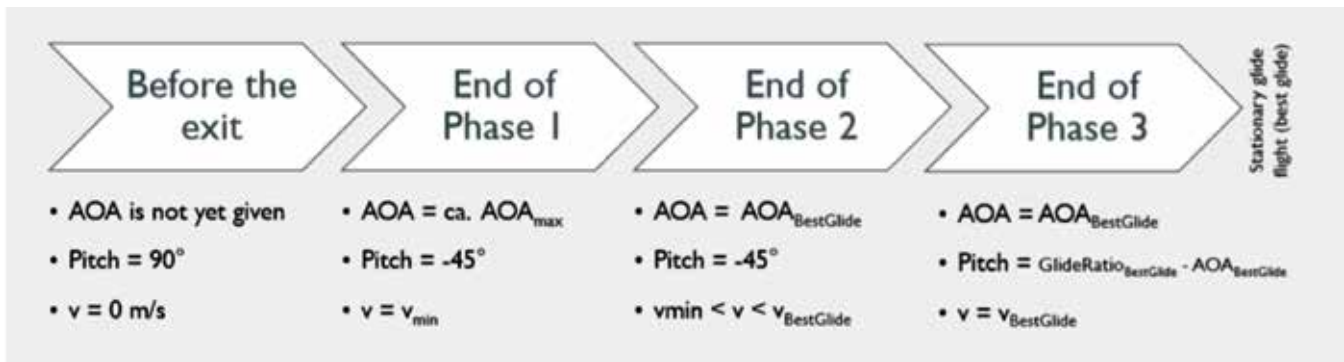 Before the
exit
• AOA is not yet given
• Pitch = 90°
• v = 0 m/s
End of
Phase 1
• AOA = ca. AOAmax
• Pitch = -45°
• v = vmin
End of
Phase 2
• AOA = AOABestGlide
• Pitch = -45°
• vmin < v < vBestGlide
End of
Phase 3
• AOA = AOABestGlide
• Pitch = GlideRatioBestGlide - AOABestGlide
• v = vBestGlide
Stationary glide
flight (best glide)